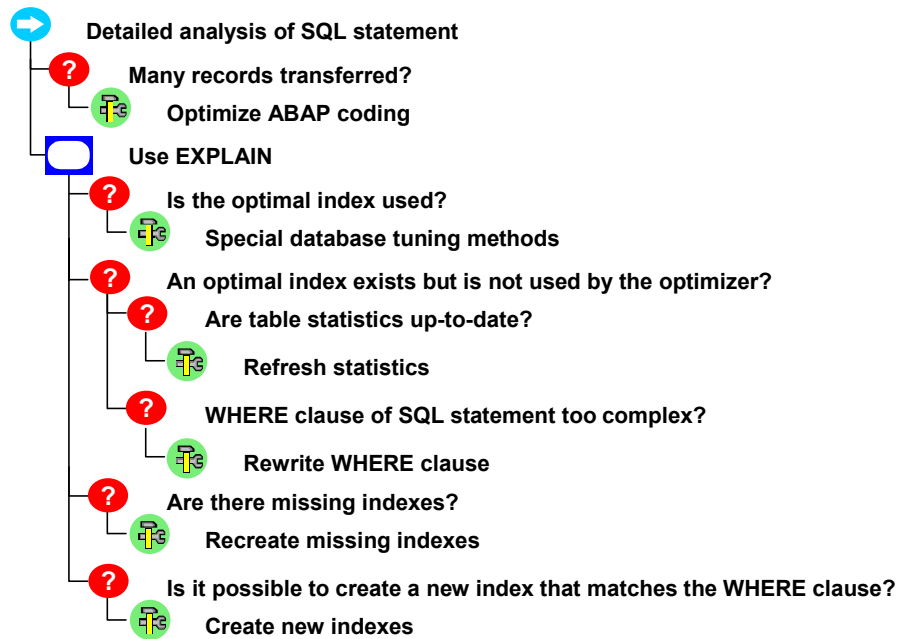 Detailed analysis of SQL statement
? Many records transferred?
Optimize ABAP coding
Use EXPLAIN
? Is the optimal index used?
Special database tuning methods
? An optimal index exists but is not used by the optimizer?
? Are table statistics up-to-date?
Refresh statistics
? WHERE clause of SQL statement too complex?
Rewrite WHERE clause
? Are there missing indexes?
Recreate missing indexes
? Is it possible to create a new index that matches the WHERE clause?
Create new indexes